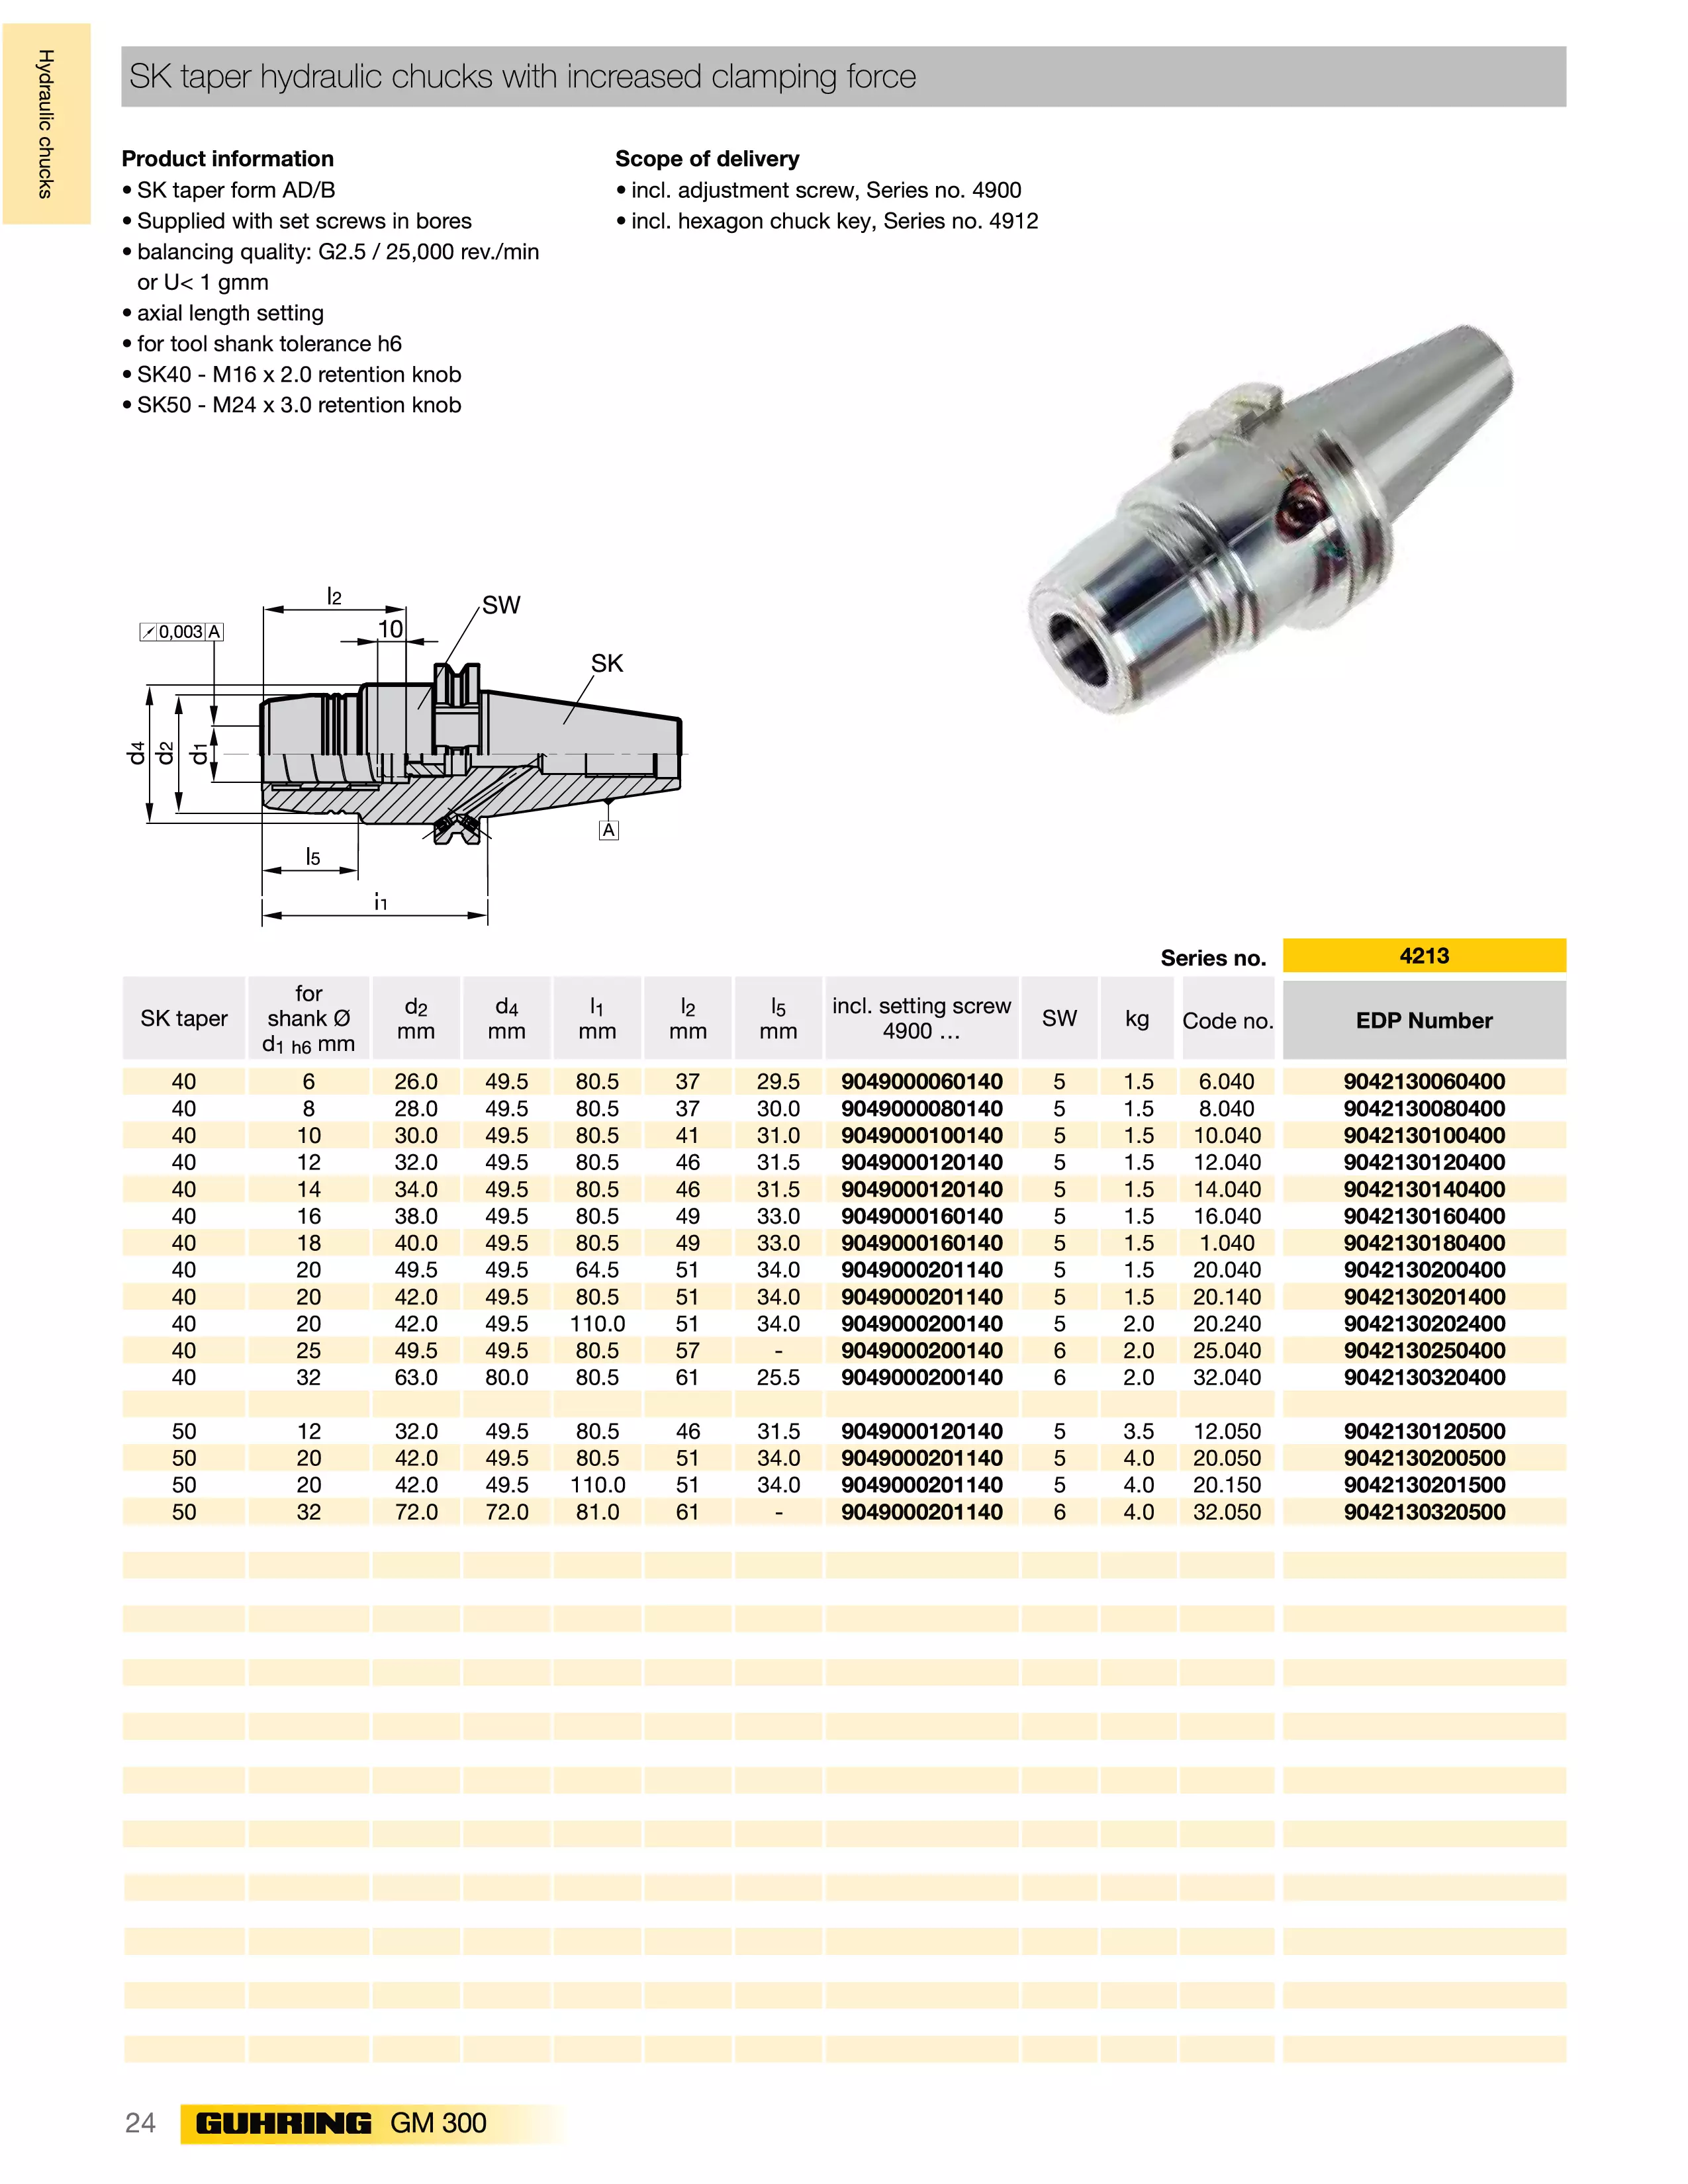 Hydraulic chucks
SK taper hydraulic chucks with increased clamping force
Product information
• SK taper form AD/B
• Supplied with set screws in bores
• balancing quality: G2.5 / 25,000 rev./min
or U< 1 gmm
• axial length setting
• for tool shank tolerance h6
• SK40 - M16 x 2.0 retention knob
• SK50 - M24 x 3.0 retention knob
Scope of delivery
• incl. adjustment screw, Series no. 4900
• incl. hexagon chuck key, Series no. 4912
l2
SW
0,003 A
10
SK
d4
d2
d1
A
l5
i1
Series no. 4213
SK taper for shank Ø d1 h6 mm d2 mm d4 mm l1 mm l2 mm l5 mm incl. setting screw 4900 … SW kg Code no. EDP Number
40 6 26.0 49.5 80.5 37 29.5 9049000060140 5 1.5 6.040 9042130060400
40 8 28.0 49.5 80.5 37 30.0 9049000080140 5 1.5 8.040 9042130080400
40 10 30.0 49.5 80.5 41 31.0 9049000100140 5 1.5 10.040 9042130100400
40 12 32.0 49.5 80.5 46 31.5 9049000120140 5 1.5 12.040 9042130120400
40 14 34.0 49.5 80.5 46 31.5 9049000120140 5 1.5 14.040 9042130140400
40 16 38.0 49.5 80.5 49 33.0 9049000160140 5 1.5 16.040 9042130160400
40 18 40.0 49.5 80.5 49 33.0 9049000160140 5 1.5 1.040 9042130180400
40 20 49.5 49.5 64.5 51 34.0 9049000201140 5 1.5 20.040 9042130200400
40 20 42.0 49.5 80.5 51 34.0 9049000201140 5 1.5 20.140 9042130201400
40 20 42.0 49.5 110.0 51 34.0 9049000200140 5 2.0 20.240 9042130202400
40 25 49.5 49.5 80.5 57 - 9049000200140 6 2.0 25.040 9042130250400
40 32 63.0 80.0 80.5 61 25.5 9049000200140 6 2.0 32.040 9042130320400
50 12 32.0 49.5 80.5 46 31.5 9049000120140 5 3.5 12.050 9042130120500
50 20 42.0 49.5 80.5 51 34.0 9049000201140 5 4.0 20.050 9042130200500
50 20 42.0 49.5 110.0 51 34.0 9049000201140 5 4.0 20.150 9042130201500
50 32 72.0 72.0 81.0 61 - 9049000201140 6 4.0 32.050 9042130320500
24 GUHRING GM 300